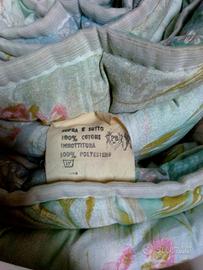 SOPRA E SOTTO
100% COTONE
IMBOTTITURA
100% POLIESTERE